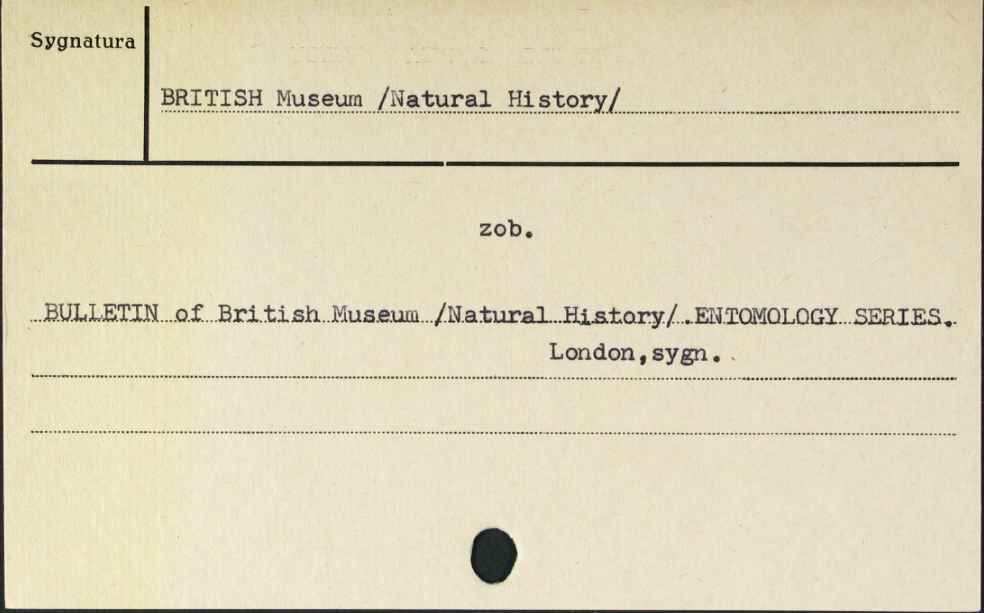 Sygnatura
BRITISH Museum /Natural History/
zob.
BULLETIN of British Museum /Natural History/.ENTOMOLOGY SERIES.
London,sygn.